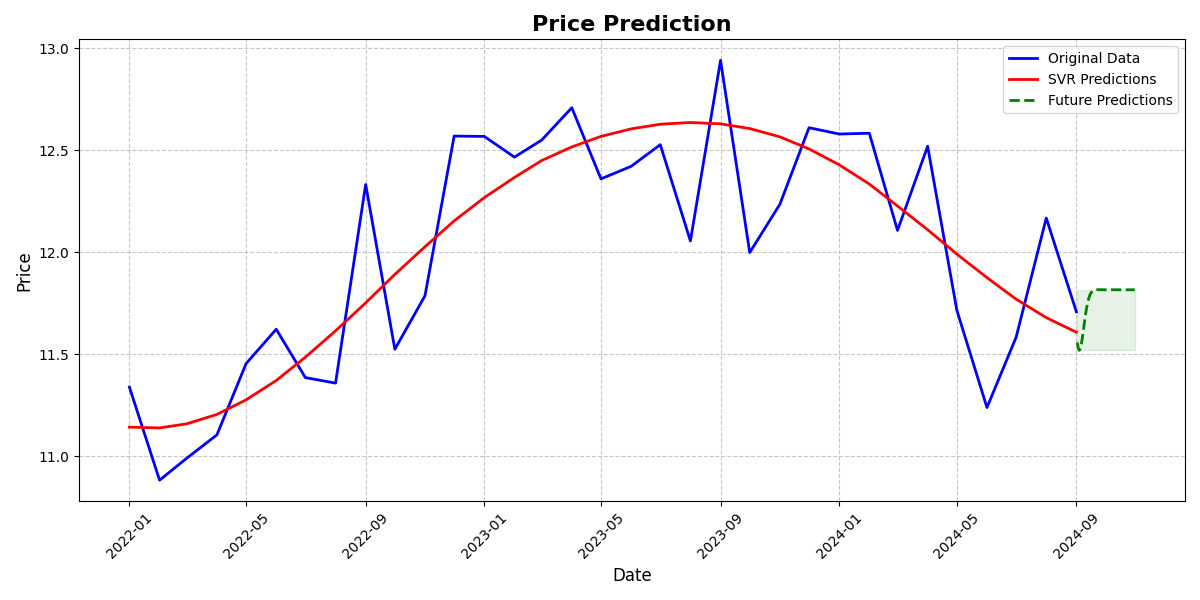 Price Prediction
Original Data
SVR Predictions
Future Predictions
Price
13.0
12.5
12.0
11.5
11.0
2022-01
2022-05
2022-09
2023-01
2023-05
2023-09
2024-01
2024-05
2024-09
Date